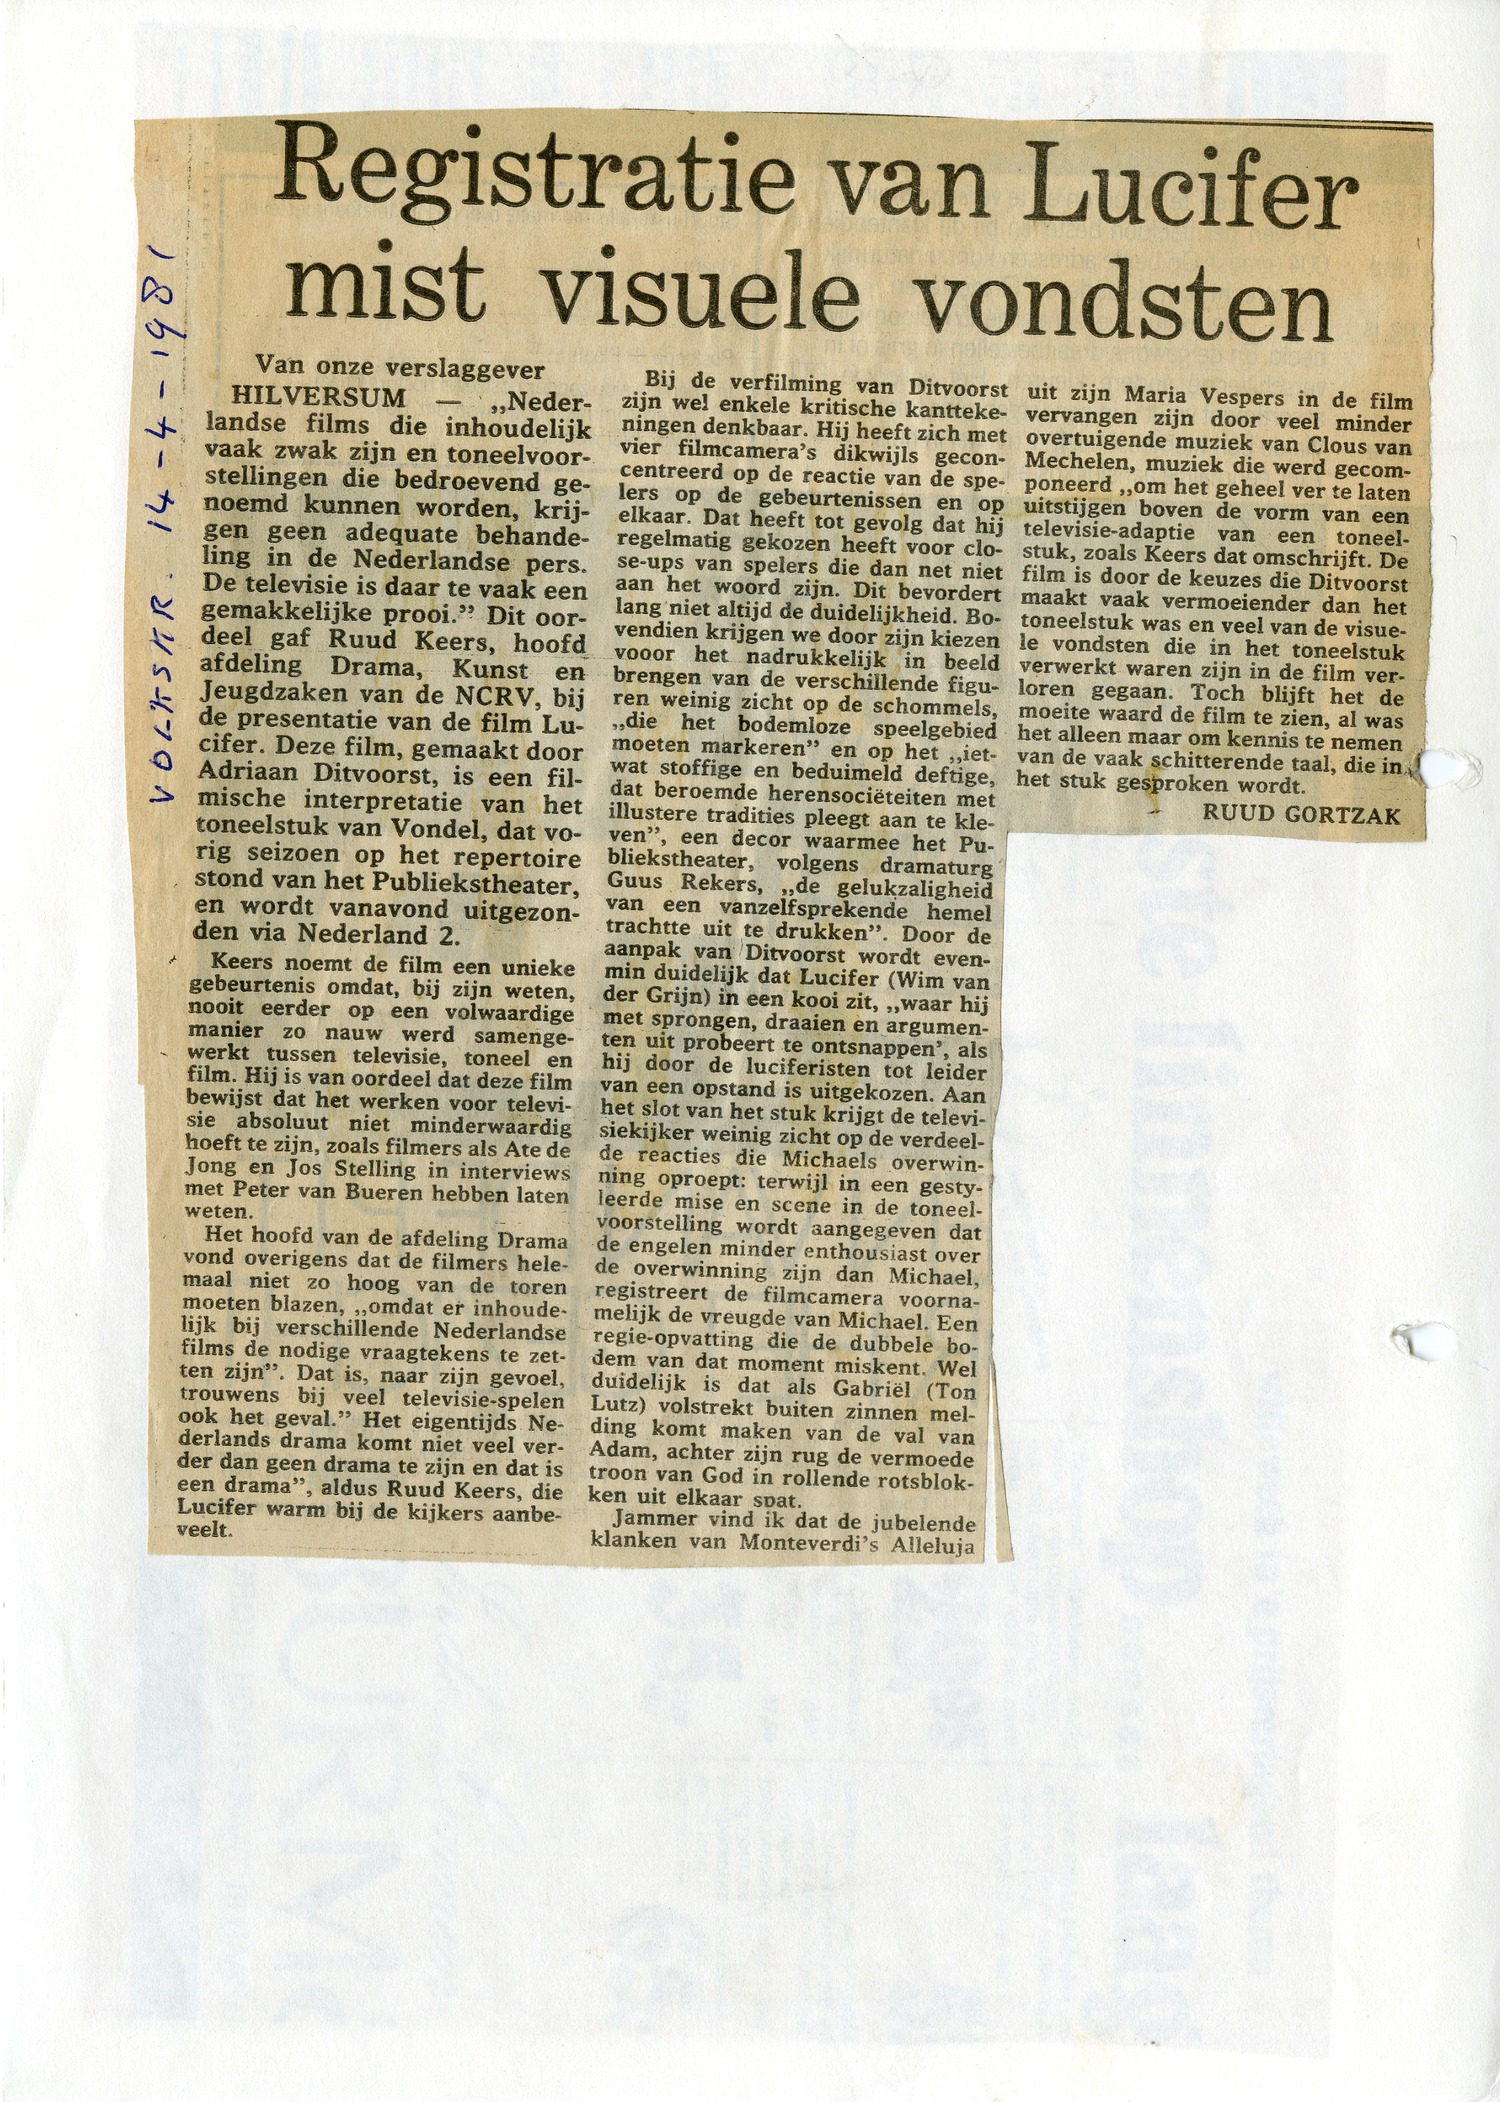 Registratie van Lucifer
mist visuele vondsten
VOLKSKR. 14-4-1981
Van onze verslaggever
HILVERSUM — „Neder-
landse films die inhoudelijk
vaak zwak zijn en toneelvoor-
stellingen die bedroevend ge-
noemd kunnen worden, krij-
gen geen adequate behande-
ling in de Nederlandse pers.
De televisie is daar te vaak een
gemakkelijke prooi.” Dit oor-
deel gaf Ruud Keers, hoofd
afdeling Drama, Kunst en
Jeugdzaken van de NCRV, bij
de presentatie van de film Lu-
cifer. Deze film, gemaakt door
Adriaan Ditvoorst, is een fil-
mische interpretatie van het
toneelstuk van Vondel, dat vo-
rig seizoen op het repertoire
stond van het Publiekstheater,
en wordt vanavond uitgezon-
den via Nederland 2.
Keers noemt de film een unieke
gebeurtenis omdat, bij zijn weten,
nooit eerder op een volwaardige
manier zo nauw werd samenge-
werkt tussen televisie, toneel en
film. Hij is van oordeel dat deze film
bewijst dat het werken voor televi-
sie absoluut niet minderwaardig
hoeft te zijn, zoals filmers als Ate de
Jong en Jos Stelling in interviews
met Peter van Bueren hebben laten
weten.
Het hoofd van de afdeling Drama
vond overigens dat de filmers hele-
maal niet zo hoog van de toren
moeten blazen, „omdat er inhoude-
lijk bij verschillende Nederlandse
films de nodige vraagtekens te zet-
ten zijn”. Dat is, naar zijn gevoel,
trouwens bij veel televisie-spelen
ook het geval.” Het eigentijds Ne-
derlands drama komt niet veel ver-
der dan geen drama te zijn en dat is
een drama”, aldus Ruud Keers, die
Lucifer warm bij de kijkers aanbe-
veelt.
Bij de verfilming van Ditvoorst
zijn wel enkele kritische kantteke-
ningen denkbaar. Hij heeft zich met
vier filmcamera’s dikwijls gecon-
centreerd op de reactie van de spe-
lers op de gebeurtenissen en op
elkaar. Dat heeft tot gevolg dat hij
regelmatig gekozen heeft voor clo-
se-ups van spelers die dan net niet
aan het woord zijn. Dit bevordert
lang niet altijd de duidelijkheid. Bo-
vendien krijgen we door zijn kiezen
vooor het nadrukkelijk in beeld
brengen van de verschillende figu-
ren weinig zicht op de schommels,
„die het bodemloze speelgebied
moeten markeren” en op het „iet-
wat stoffige en beduimeld deftige,
dat beroemde herensociëteiten met
illustere tradities pleegt aan te kle-
ven”, een decor waarmee het Pu-
bliekstheater, volgens dramaturg
Guus Rekers, „de gelukzaligheid
van een vanzelfsprekende hemel
trachtte uit te drukken”. Door de
aanpak van Ditvoorst wordt even-
min duidelijk dat Lucifer (Wim van
der Grijn) in een kooi zit, „waar hij
met sprongen, draaien en argumen-
ten uit probeert te ontsnappen’, als
hij door de luciferisten tot leider
van een opstand is uitgekozen. Aan
het slot van het stuk krijgt de televi-
siekijker weinig zicht op de verdeel-
de reacties die Michaels overwin-
ning oproept: terwijl in een gesty-
leerde mise en scene in de toneel-
voorstelling wordt aangegeven dat
de engelen minder enthousiast over
de overwinning zijn dan Michael,
registreert de filmcamera voorna-
melijk de vreugde van Michael. Een
regie-opvatting die de dubbele bo-
dem van dat moment miskent. Wel
duidelijk is dat als Gabriël (Ton
Lutz) volstrekt buiten zinnen mel-
ding komt maken van de val van
Adam, achter zijn rug de vermoede
troon van God in rollende rotsblok-
ken uit elkaar spat.
Jammer vind ik dat de jubelende
klanken van Monteverdi’s Alleluja
uit zijn Maria Vespers in de film
vervangen zijn door veel minder
overtuigende muziek van Clous van
Mechelen, muziek die werd gecom-
poneerd „om het geheel ver te laten
uitstijgen boven de vorm van een
televisie-adaptie van een toneel-
stuk, zoals Keers dat omschrijft. De
film is door de keuzes die Ditvoorst
maakt vaak vermoeiender dan het
toneelstuk was en veel van de visue-
le vondsten die in het toneelstuk
verwerkt waren zijn in de film ver-
loren gegaan. Toch blijft het de
moeite waard de film te zien, al was
het alleen maar om kennis te nemen
van de vaak schitterende taal, die in
het stuk gesproken wordt.
RUUD GORTZAK